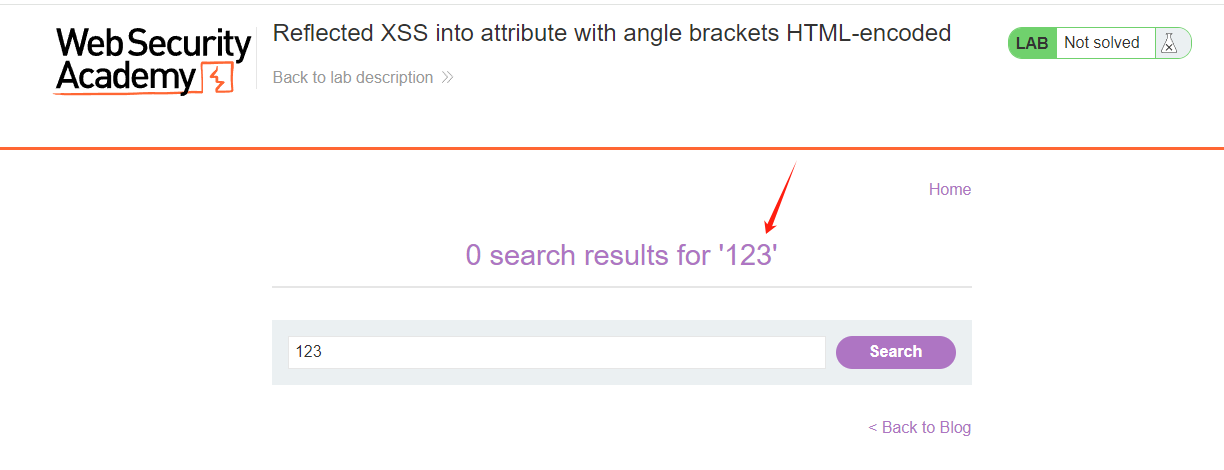 Web Security
Academy
Reflected XSS into attribute with angle brackets HTML-encoded
Back to lab description
LAB Not solved
Home
0 search results for '123'
123
Search
< Back to Blog